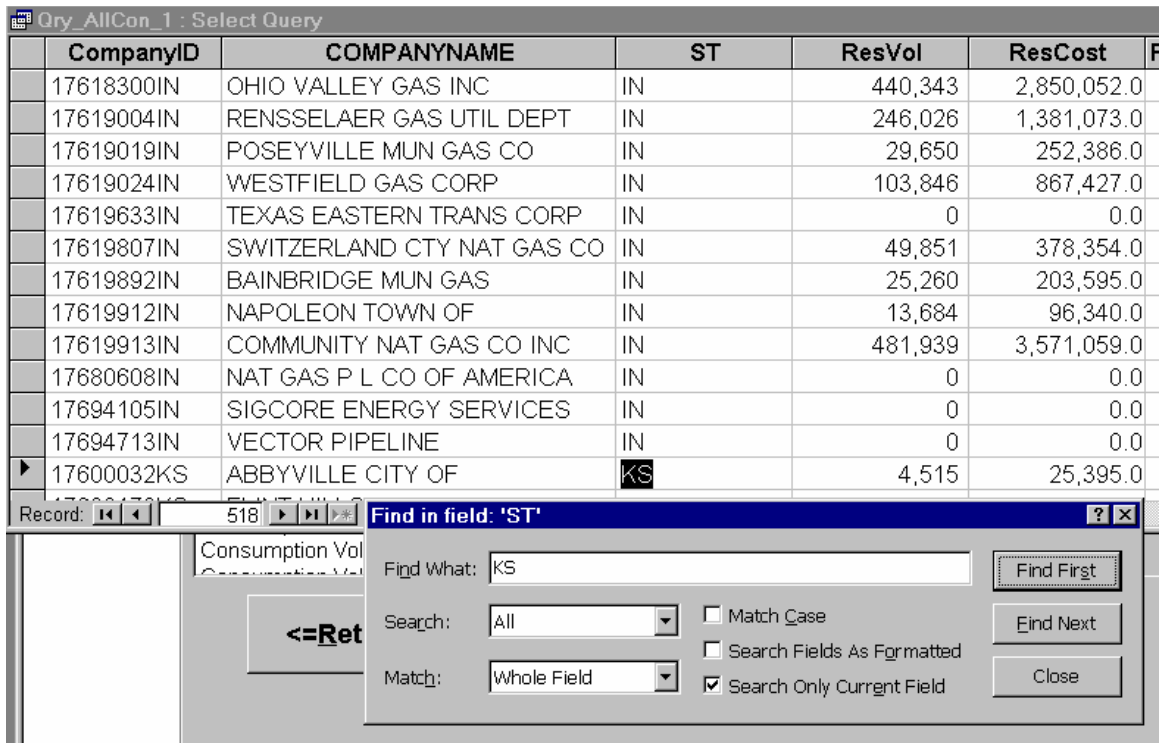 Qry_AllCon_1 : Select Query
CompanyID COMPANYNAME ST ResVol ResCost
17618300IN OHIO VALLEY GAS INC IN 440,343 2,850,052.0
17619004IN RENSSELAER GAS UTIL DEPT IN 246,026 1,381,073.0
17619019IN POSEYVILLE MUN GAS CO IN 29,650 252,386.0
17619024IN WESTFIELD GAS CORP IN 103,846 867,427.0
17619633IN TEXAS EASTERN TRANS CORP IN 0 0.0
17619807IN SWITZERLAND CTY NAT GAS CO IN 49,851 378,354.0
17619892IN BAINBRIDGE MUN GAS IN 25,260 203,595.0
17619912IN NAPOLEON TOWN OF IN 13,684 96,340.0
17619913IN COMMUNITY NAT GAS CO INC IN 481,939 3,571,059.0
17680608IN NAT GAS P L CO OF AMERICA IN 0 0.0
17694105IN SIGCORE ENERGY SERVICES IN 0 0.0
17694713IN VECTOR PIPELINE IN 0 0.0
17600032KS ABBYVILLE CITY OF KS 4,515 25,395.0
Record: 518
Find in field: 'ST'
Consumption Vol
Find What: KS Find First
Search: All Match Case Find Next
<=Ret
Search Fields As Formatted
Match: Whole Field Search Only Current Field Close